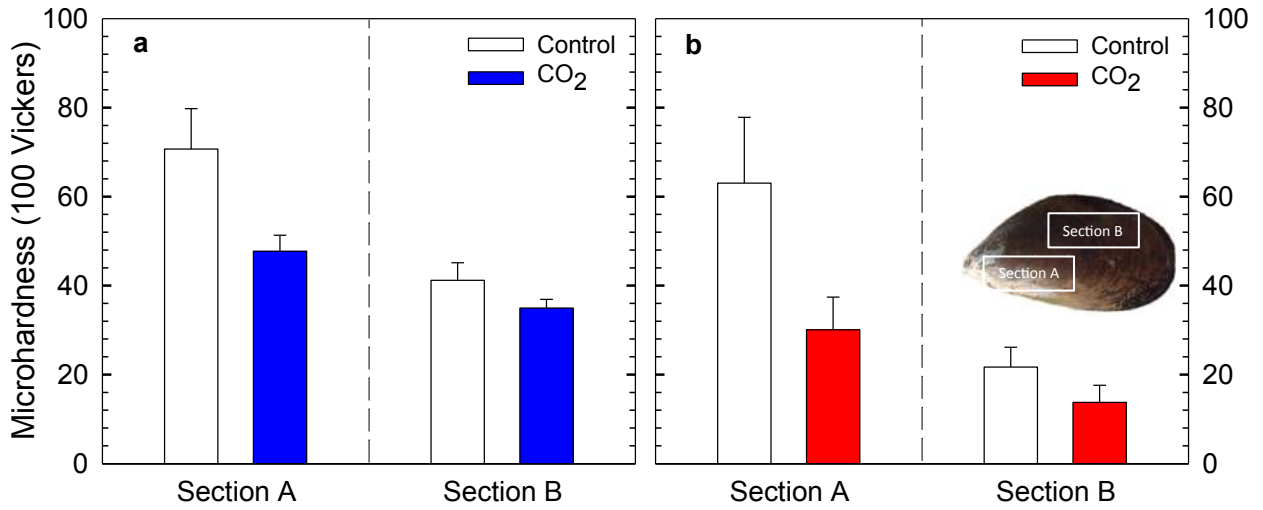 Microhardness (100 Vickers)
100
80
60
40
20
0
a
Control
CO2
Section A
Section B
b
Control
CO2
Section B
Section A
100
80
60
40
20
0
Section A
Section B